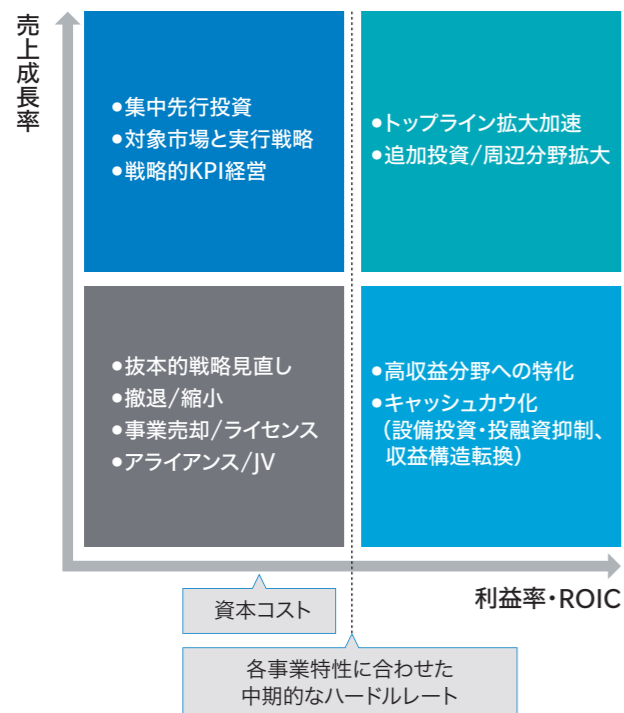 売上成長率
●集中先行投資
●対象市場と実行戦略
●戦略的KPI経営
●トップライン拡大加速
●追加投資/周辺分野拡大
●抜本的戦略見直し
●撤退/縮小
●事業売却/ライセンス
●アライアンス/JV
●高収益分野への特化
●キャッシュカウ化
(設備投資・投融資抑制、
収益構造転換)
利益率・ROIC
資本コスト
各事業特性に合わせた
中期的なハードルレート